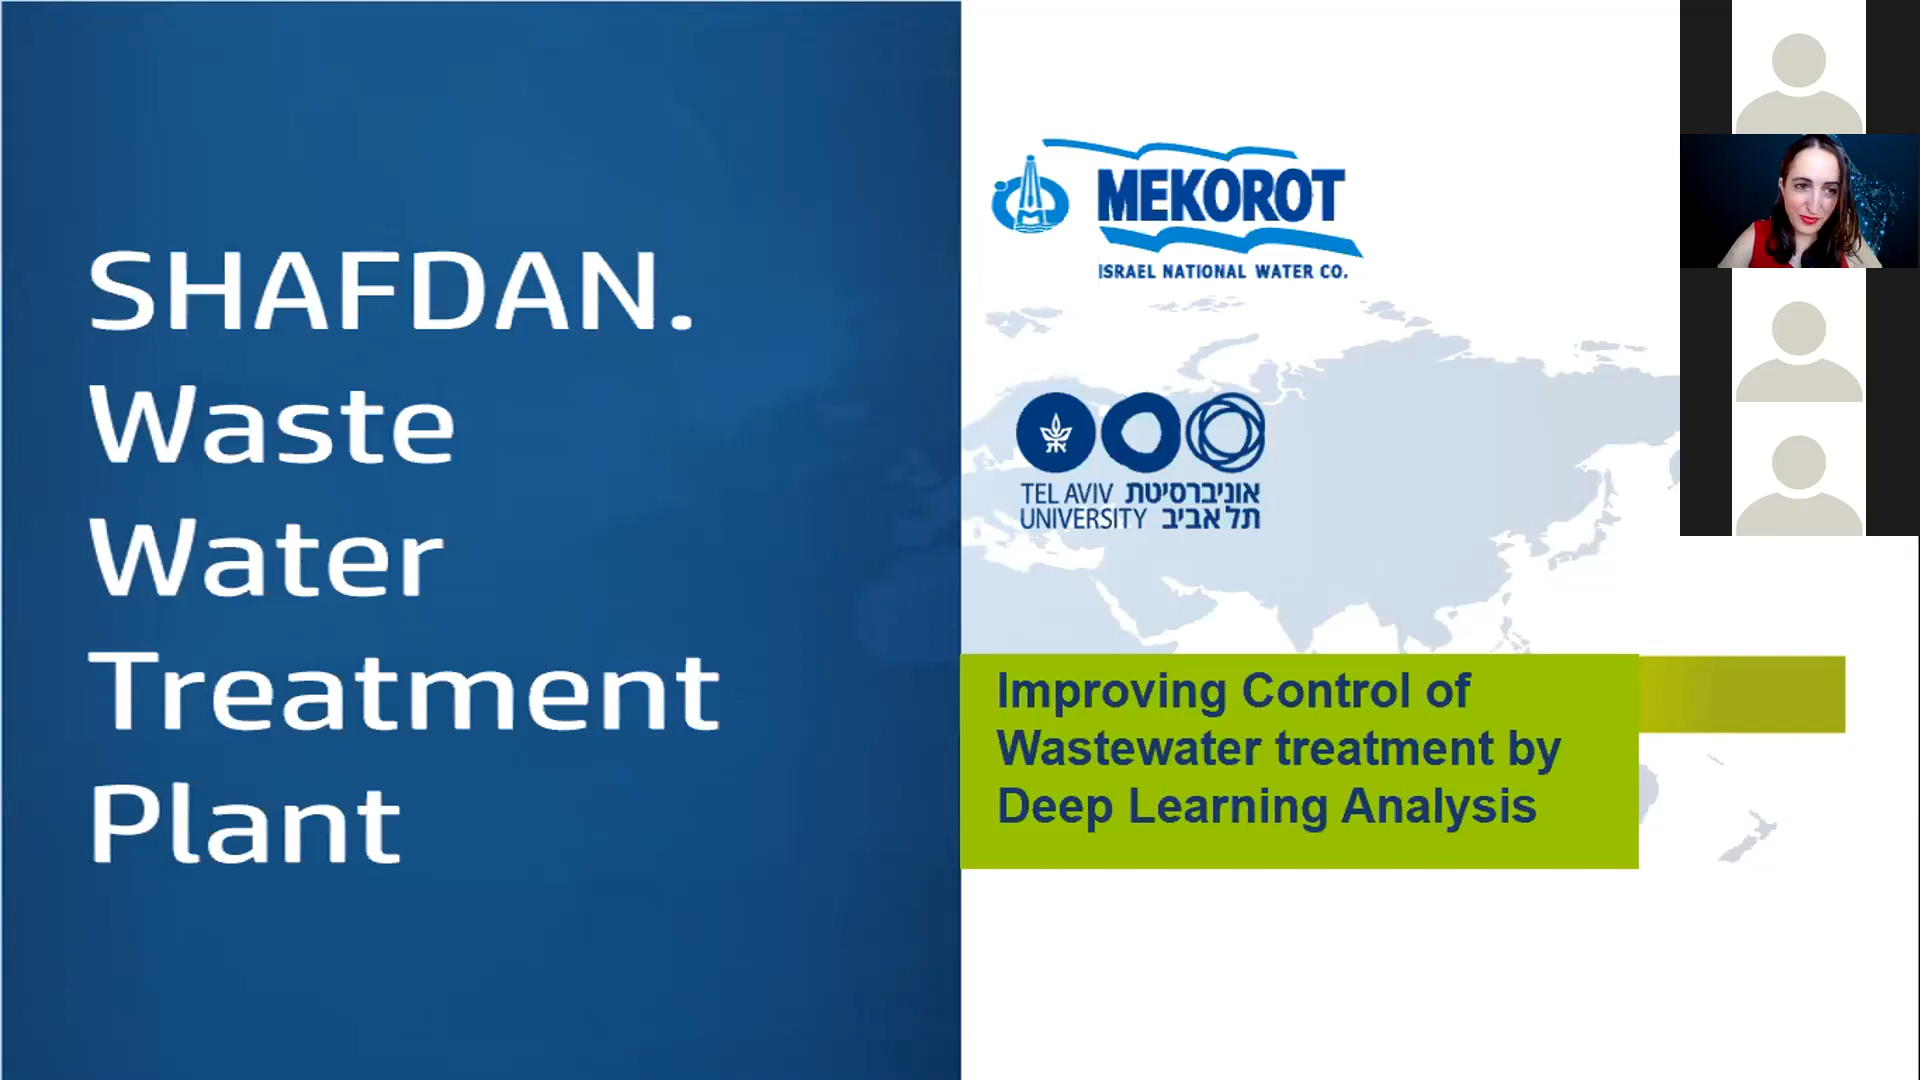 SHAFDAN.
Waste
Water
Treatment
Plant
MEKOROT
ISRAEL NATIONAL WATER CO.
TEL AVIV אוניברסיטת
UNIVERSITY תל אביב
Improving Control of
Wastewater treatment by
Deep Learning Analysis